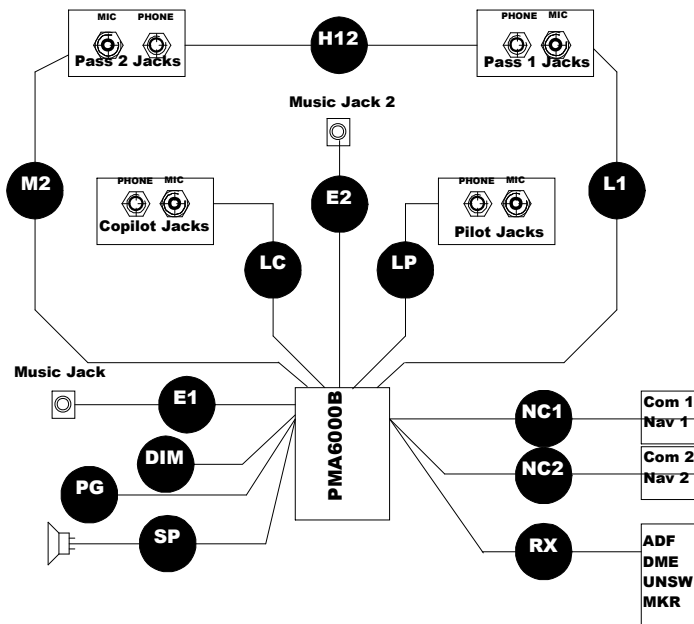 MIC PHONE
Pass 2 Jacks
H12
PHONE MIC
Pass 1 Jacks
Music Jack 2
M2
PHONE MIC
Copilot Jacks
E2
PHONE MIC
Pilot Jacks
L1
LC
LP
Music Jack
E1
PMA6000B
NC1
Com 1
Nav 1
DIM
NC2
Com 2
Nav 2
PG
SP
RX
ADF
DME
UNSW
MKR